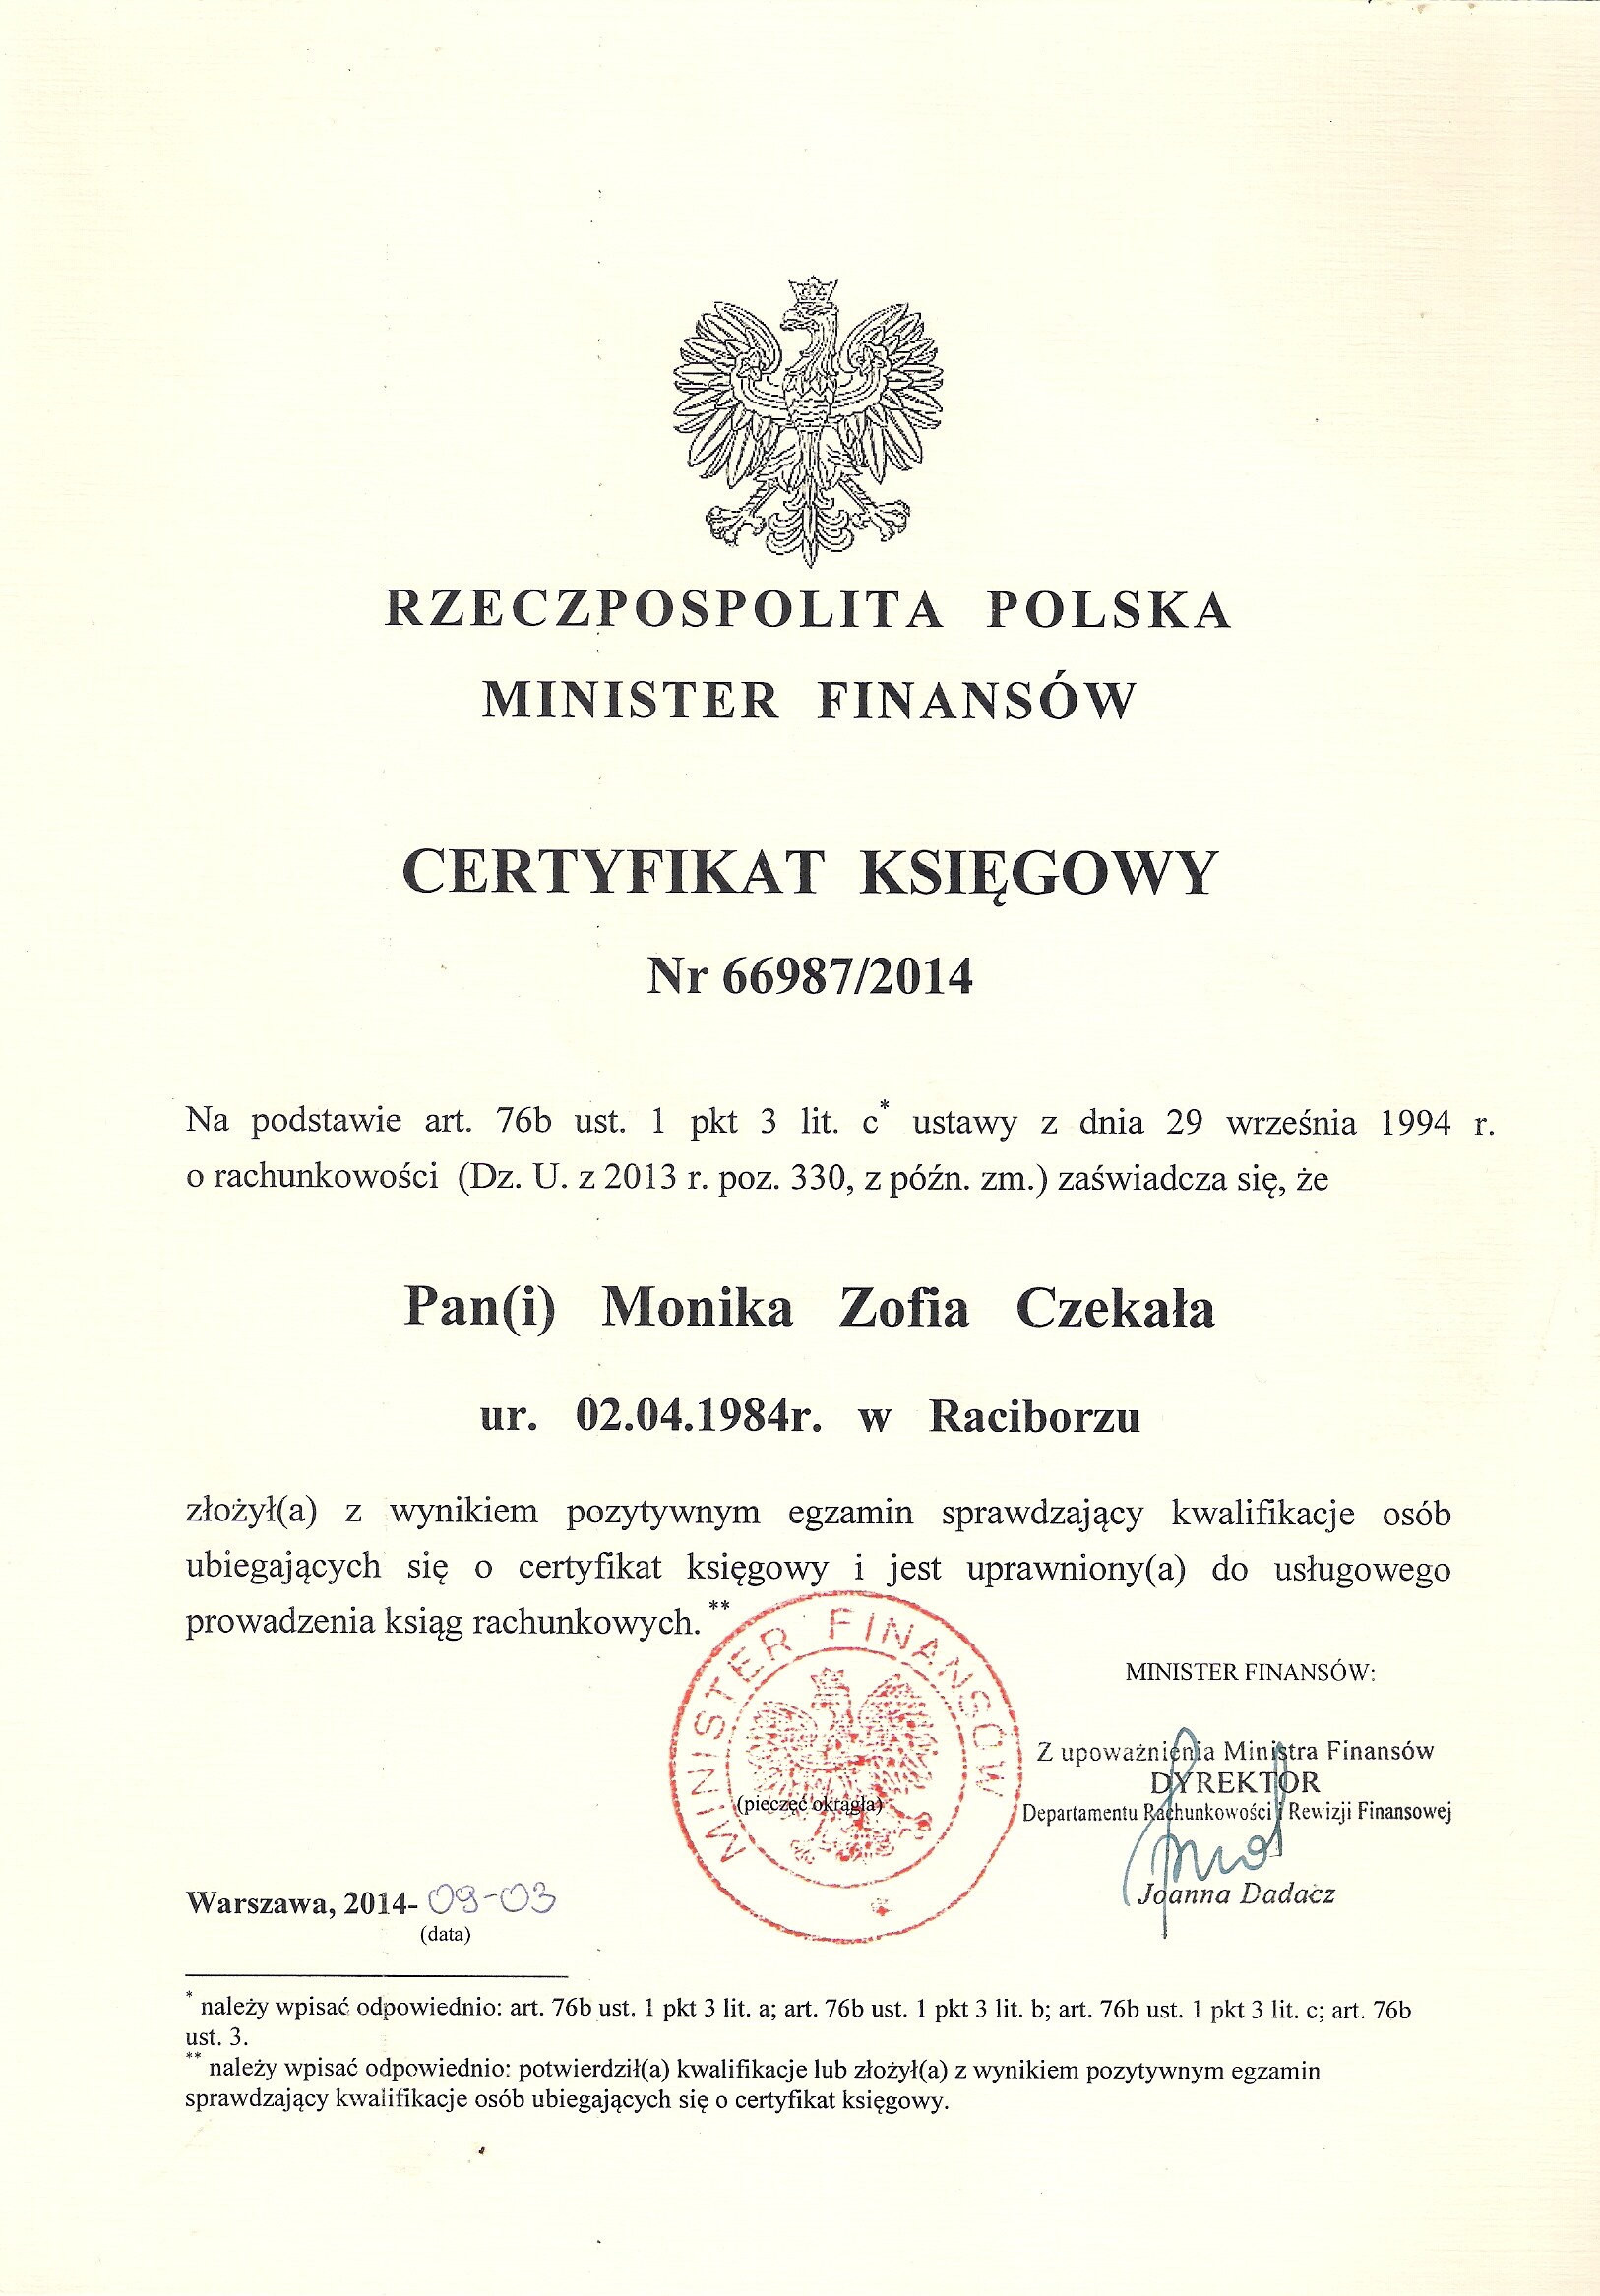 RZECZPOSPOLITA POLSKA
MINISTER FINANSÓW
CERTYFIKAT KSIĘGOWY
Nr 66987/2014
Na podstawie art. 76b ust. 1 pkt 3 lit. c* ustawy z dnia 29 września 1994 r.
o rachunkowości (Dz. U. z 2013 r. poz. 330, z późn. zm.) zaświadcza się, że
Pan(i) Monika Zofia Czekała
ur. 02.04.1984r. w Raciborzu
złożył(a) z wynikiem pozytywnym egzamin sprawdzający kwalifikacje osób
ubiegających się o certyfikat księgowy i jest uprawniony(a) do usługowego
prowadzenia ksiąg rachunkowych.**
MINISTER FINANSÓW
(pieczęć okrągła)
MINISTER FINANSÓW:
Z upoważnienia Ministra Finansów
DYREKTOR
Departamentu Rachunkowości i Rewizji Finansowej
Joanna Dadacz
Warszawa, 2014-09-03
(data)
* należy wpisać odpowiednio: art. 76b ust. 1 pkt 3 lit. a; art. 76b ust. 1 pkt 3 lit. b; art. 76b ust. 1 pkt 3 lit. c; art. 76b
ust. 3.
** należy wpisać odpowiednio: potwierdził(a) kwalifikacje lub złożył(a) z wynikiem pozytywnym egzamin
sprawdzający kwalifikacje osób ubiegających się o certyfikat księgowy.